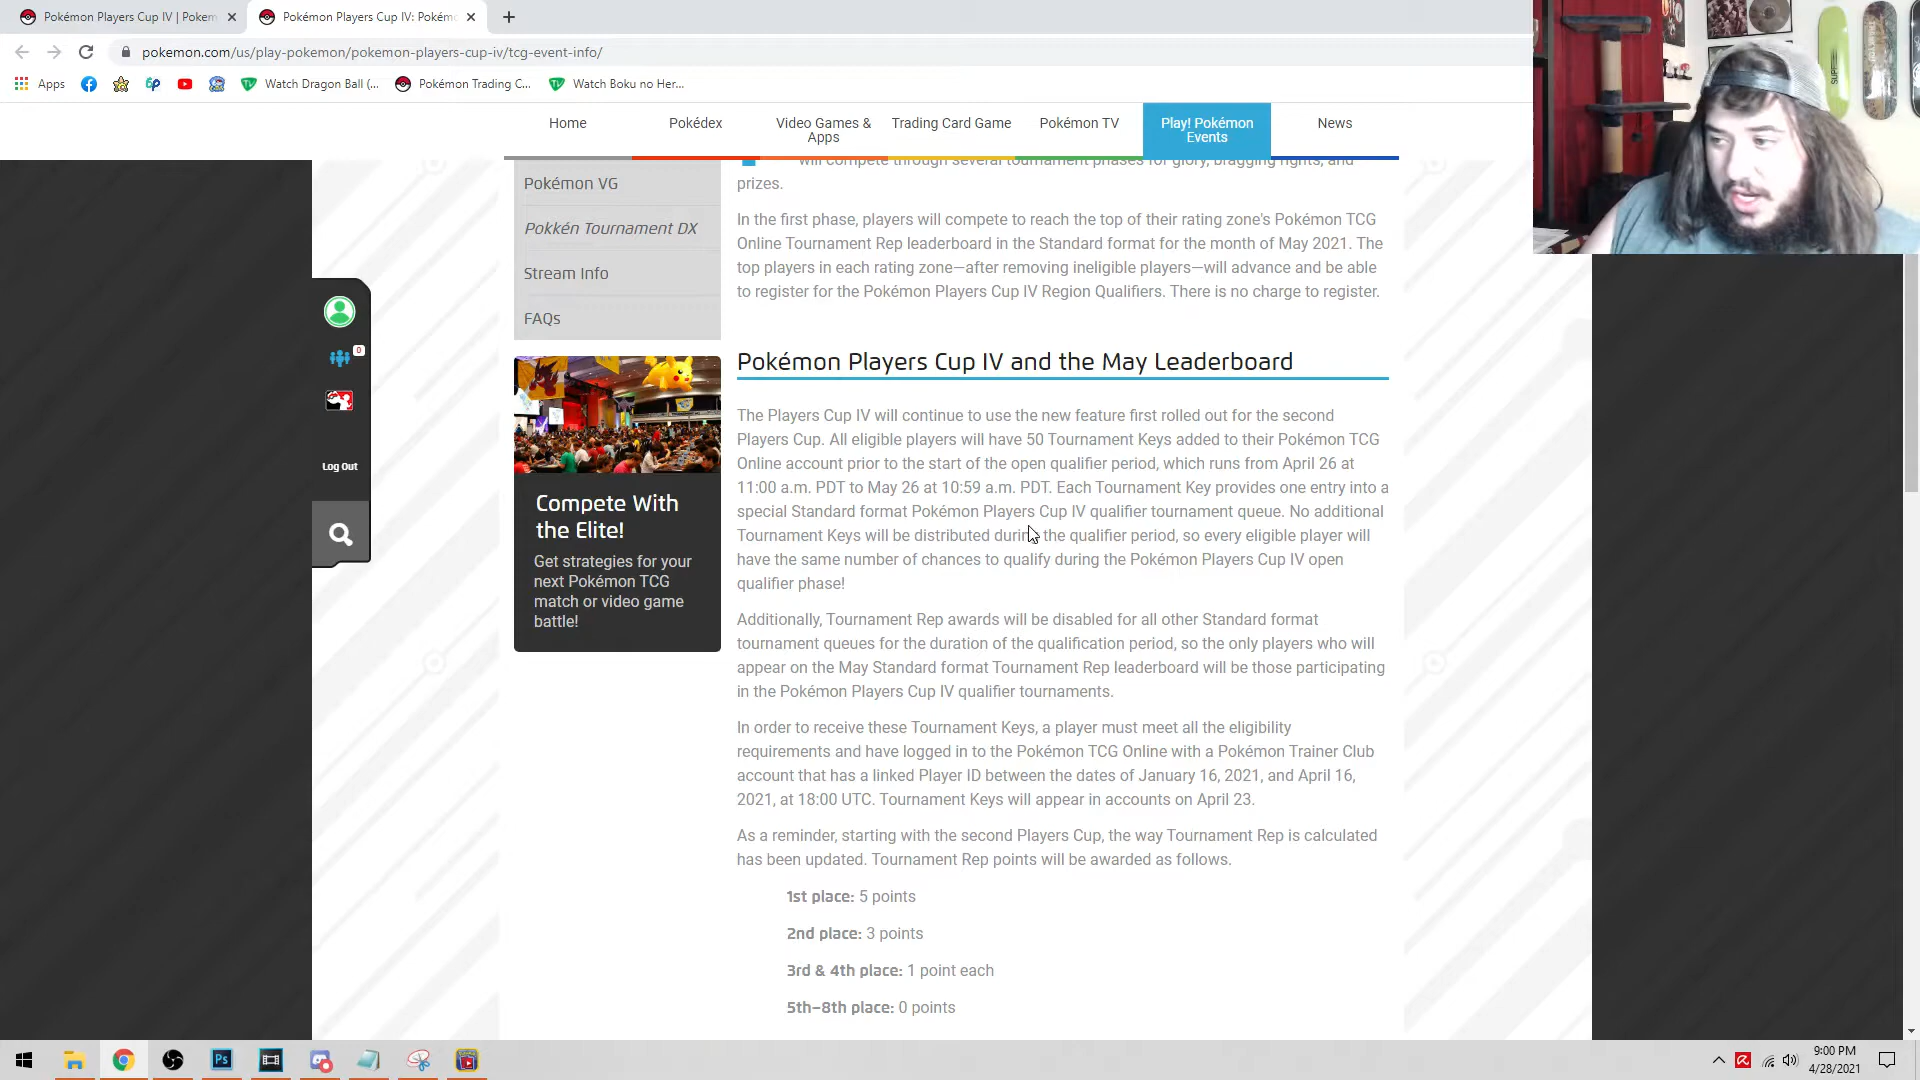 Pokémon Players Cup IV | Pokem
Pokémon Players Cup IV: Pokémo
pokemon.com/us/play-pokemon/pokemon-players-cup-iv/tcg-event-info/
Apps
Watch Dragon Ball (...
Pokémon Trading C...
Watch Boku no Her...
Home
Pokédex
Video Games &
Apps
Trading Card Game
Pokémon TV
Play! Pokémon
Events
News
Pokémon VG
Pokkén Tournament DX
Stream Info
FAQs
0
Log Out
Compete With
the Elite!
Get strategies for your
next Pokémon TCG
match or video game
battle!
will compete through several tournament phases for glory, bragging rights, and
prizes.
In the first phase, players will compete to reach the top of their rating zone's Pokémon TCG
Online Tournament Rep leaderboard in the Standard format for the month of May 2021. The
top players in each rating zone—after removing ineligible players—will advance and be able
to register for the Pokémon Players Cup IV Region Qualifiers. There is no charge to register.
Pokémon Players Cup IV and the May Leaderboard
The Players Cup IV will continue to use the new feature first rolled out for the second
Players Cup. All eligible players will have 50 Tournament Keys added to their Pokémon TCG
Online account prior to the start of the open qualifier period, which runs from April 26 at
11:00 a.m. PDT to May 26 at 10:59 a.m. PDT. Each Tournament Key provides one entry into a
special Standard format Pokémon Players Cup IV qualifier tournament queue. No additional
Tournament Keys will be distributed during the qualifier period, so every eligible player will
have the same number of chances to qualify during the Pokémon Players Cup IV open
qualifier phase!
Additionally, Tournament Rep awards will be disabled for all other Standard format
tournament queues for the duration of the qualification period, so the only players who will
appear on the May Standard format Tournament Rep leaderboard will be those participating
in the Pokémon Players Cup IV qualifier tournaments.
In order to receive these Tournament Keys, a player must meet all the eligibility
requirements and have logged in to the Pokémon TCG Online with a Pokémon Trainer Club
account that has a linked Player ID between the dates of January 16, 2021, and April 16,
2021, at 18:00 UTC. Tournament Keys will appear in accounts on April 23.
As a reminder, starting with the second Players Cup, the way Tournament Rep is calculated
has been updated. Tournament Rep points will be awarded as follows.
1st place: 5 points
2nd place: 3 points
3rd & 4th place: 1 point each
5th–8th place: 0 points
Ps
9:00 PM
4/28/2021